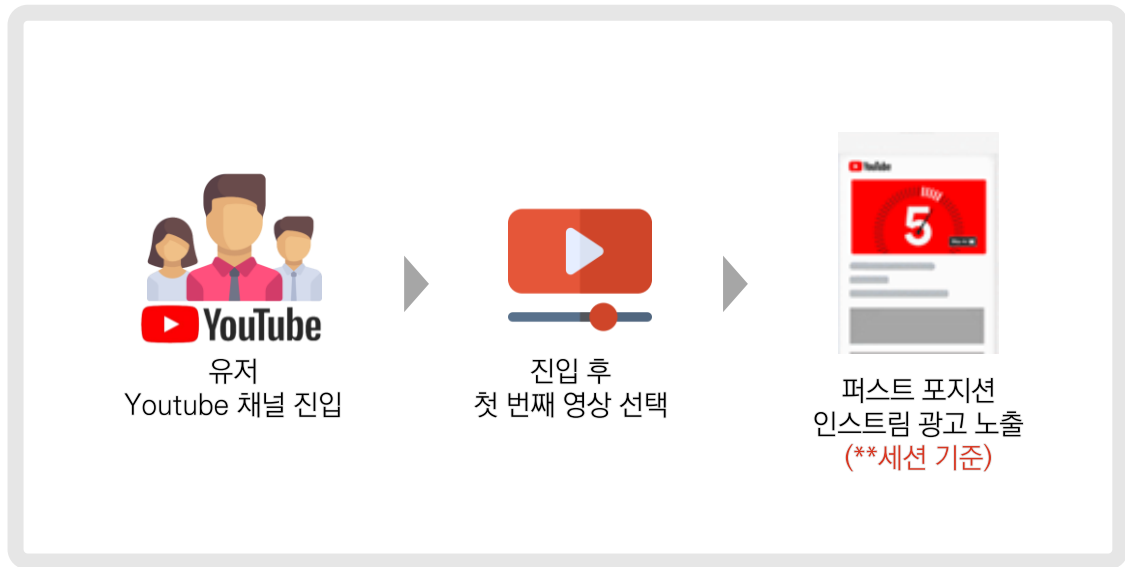 YouTube
유저
Youtube 채널 진입
진입 후
첫 번째 영상 선택
YouTube
5
퍼스트 포지션
인스트림 광고 노출
(**세션 기준)